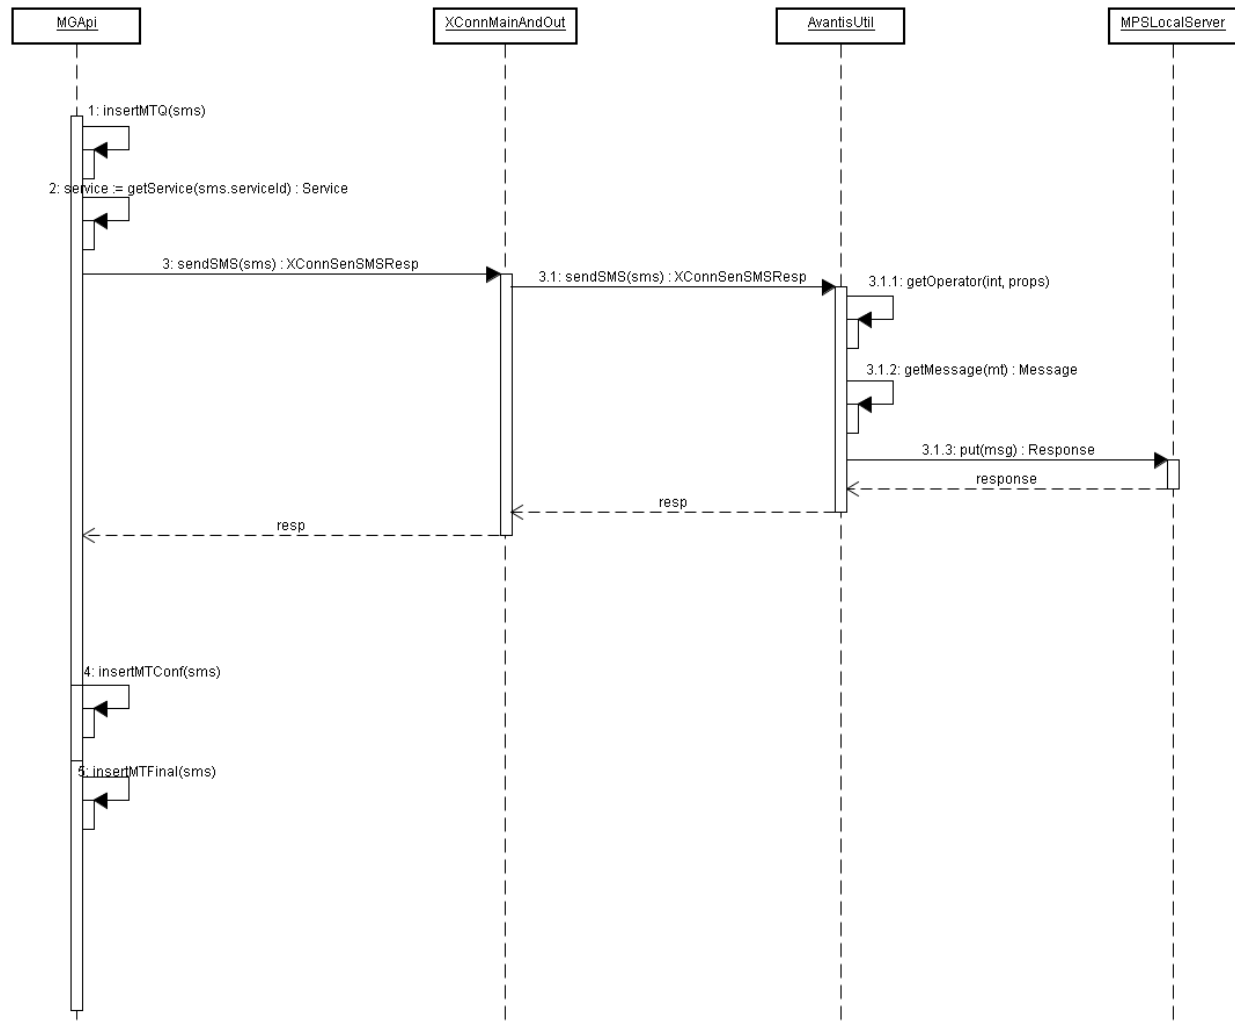 MGApi
XConnMainAndOut
AvantisUtil
MPSLocalServer
1: insertMTQ(sms)
2: service := getService(sms.serviceId) : Service
3: sendSMS(sms) : XConnSenSMSResp
3.1: sendSMS(sms) : XConnSenSMSResp
3.1.1: getOperator(int, props)
3.1.2: getMessage(mt) : Message
3.1.3: put(msg) : Response
response
resp
resp
4: insertMTConf(sms)
5: insertMTFinal(sms)